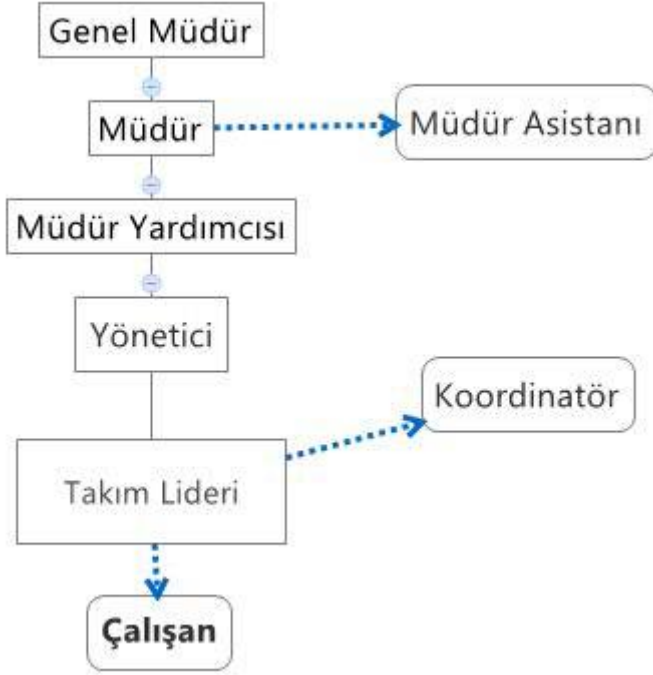 Genel Müdür
Müdür
Müdür Asistanı
Müdür Yardımcısı
Yönetici
Koordinatör
Takım Lideri
Çalışan